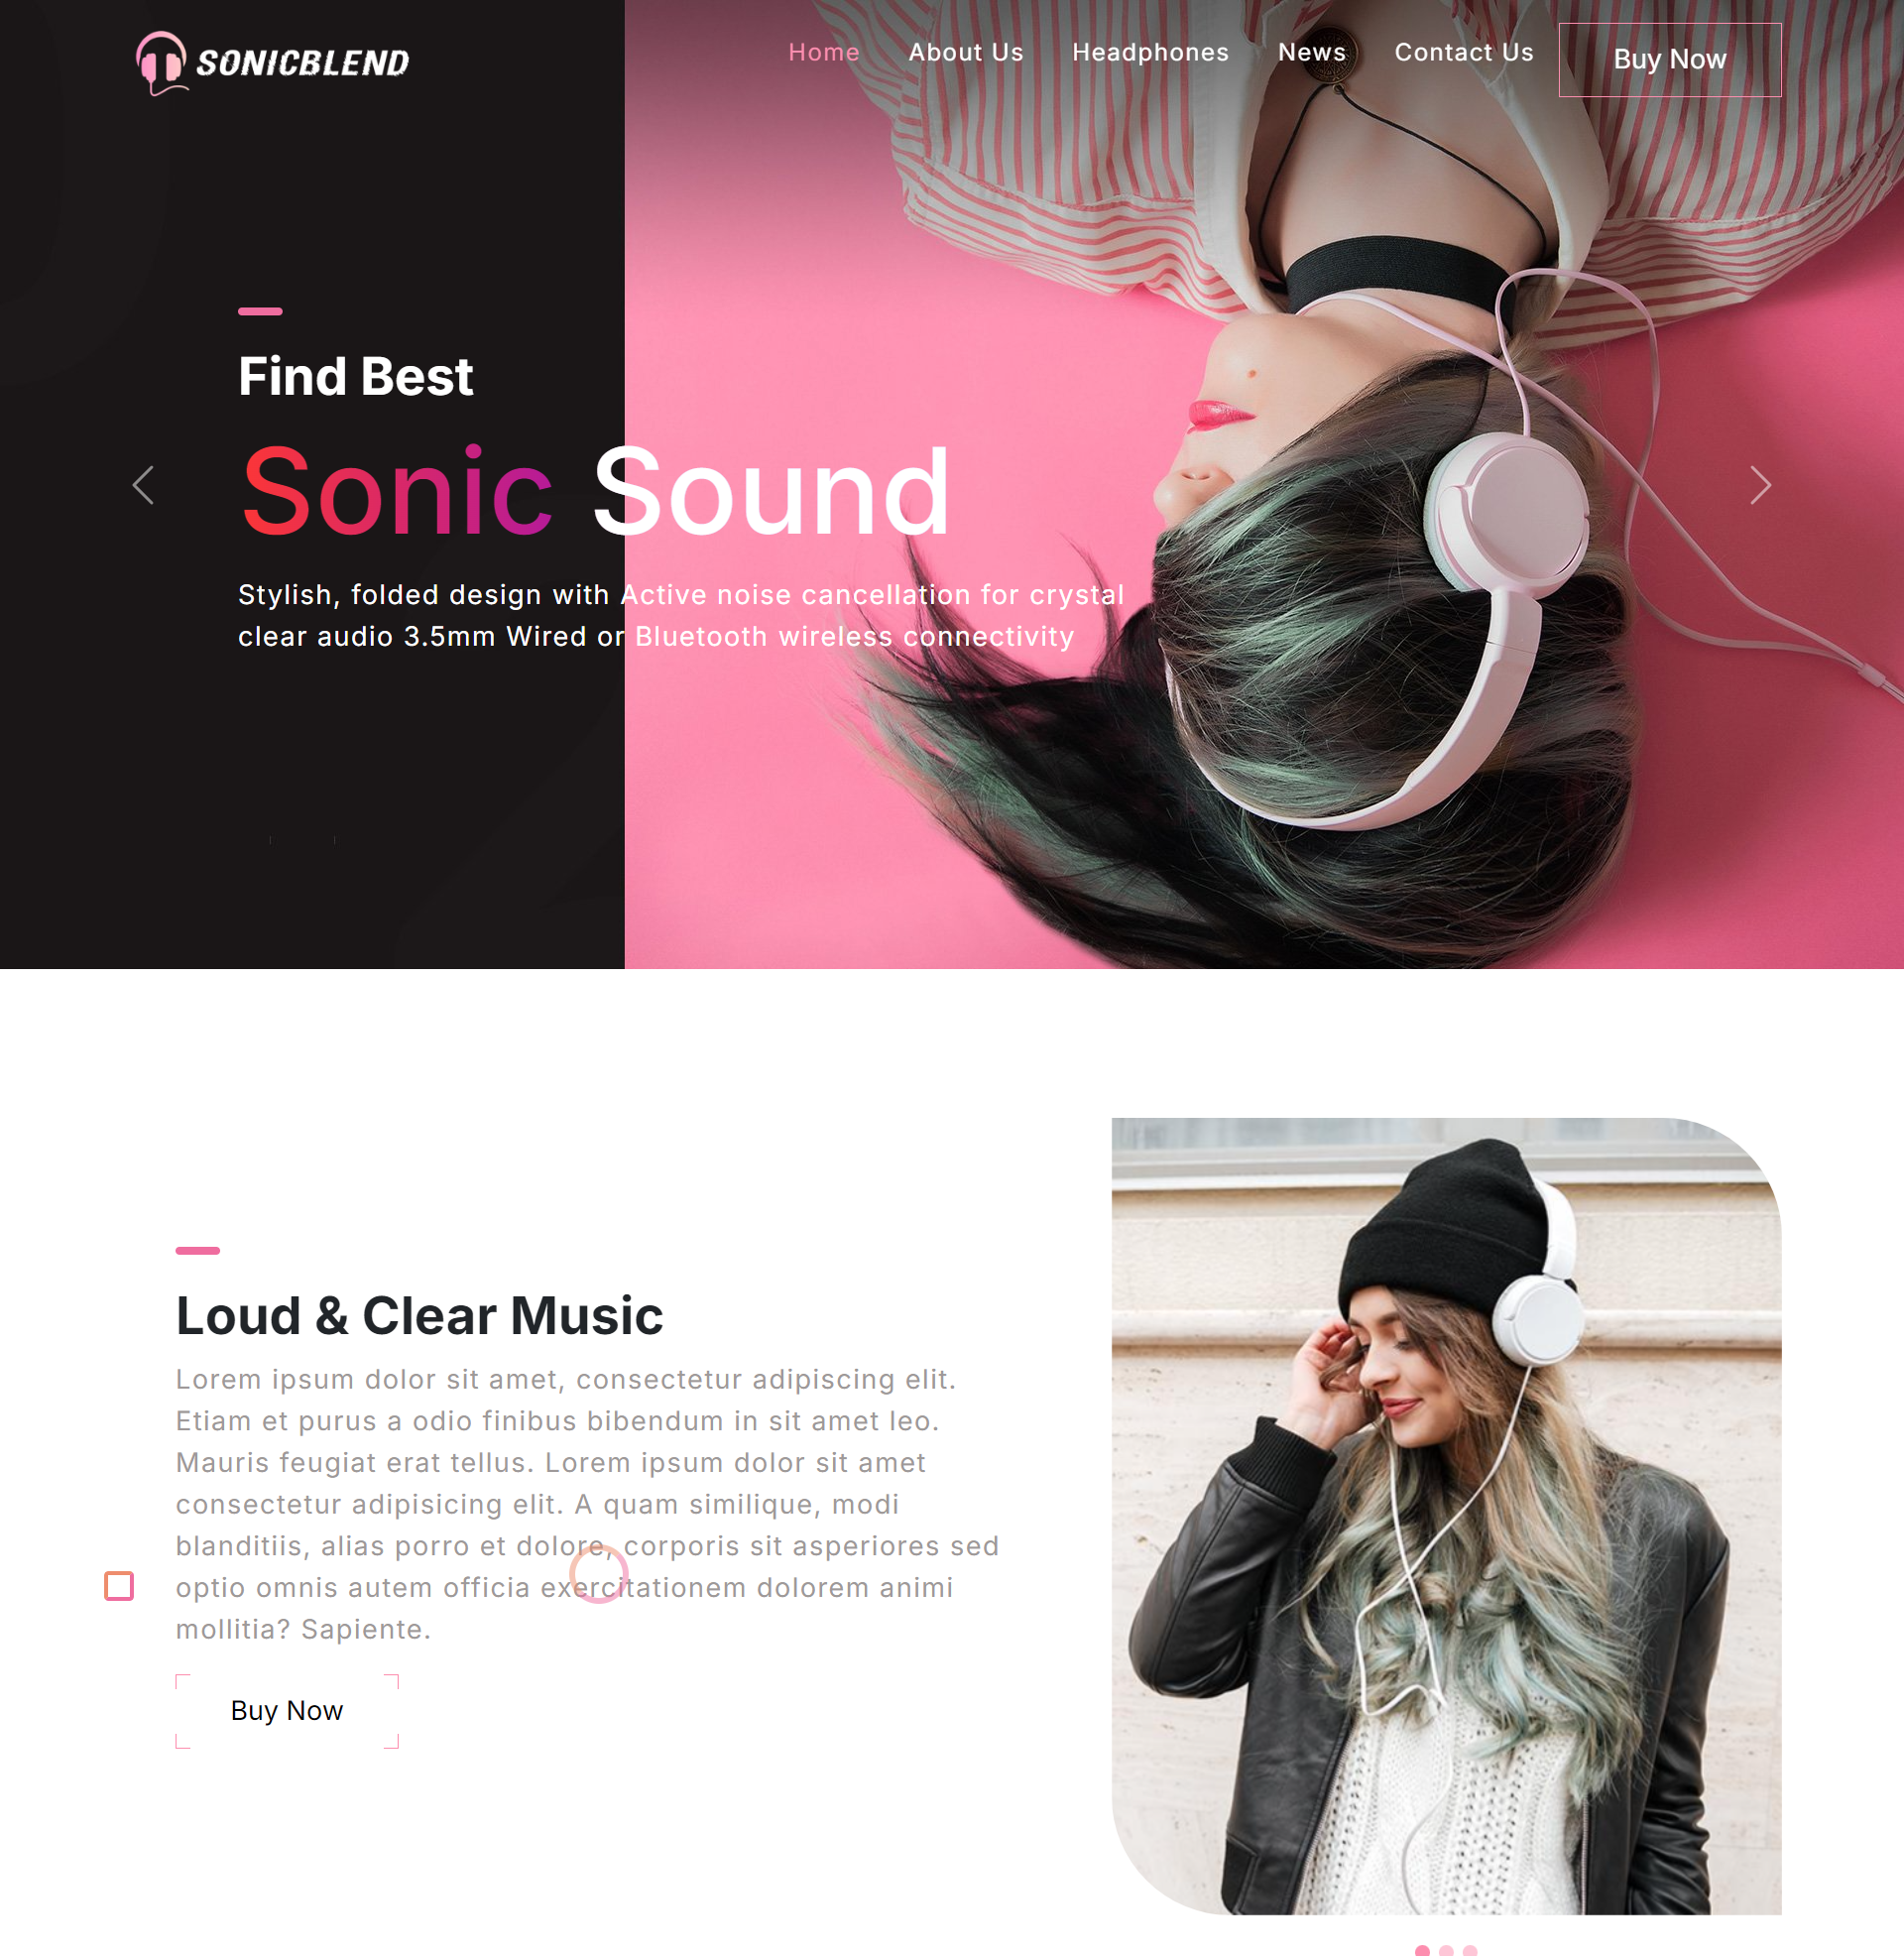 SONICBLEND
Home About Us Headphones News Contact Us Buy Now
Find Best
Sonic Sound
Stylish, folded design with Active noise cancellation for crystal
clear audio 3.5mm Wired or Bluetooth wireless connectivity
Loud & Clear Music
Lorem ipsum dolor sit amet, consectetur adipiscing elit.
Etiam et purus a odio finibus bibendum in sit amet leo.
Mauris feugiat erat tellus. Lorem ipsum dolor sit amet
consectetur adipisicing elit. A quam similique, modi
blanditiis, alias porro et dolore, corporis sit asperiores sed
optio omnis autem officia exercitationem dolorem animi
mollitia? Sapiente.
Buy Now